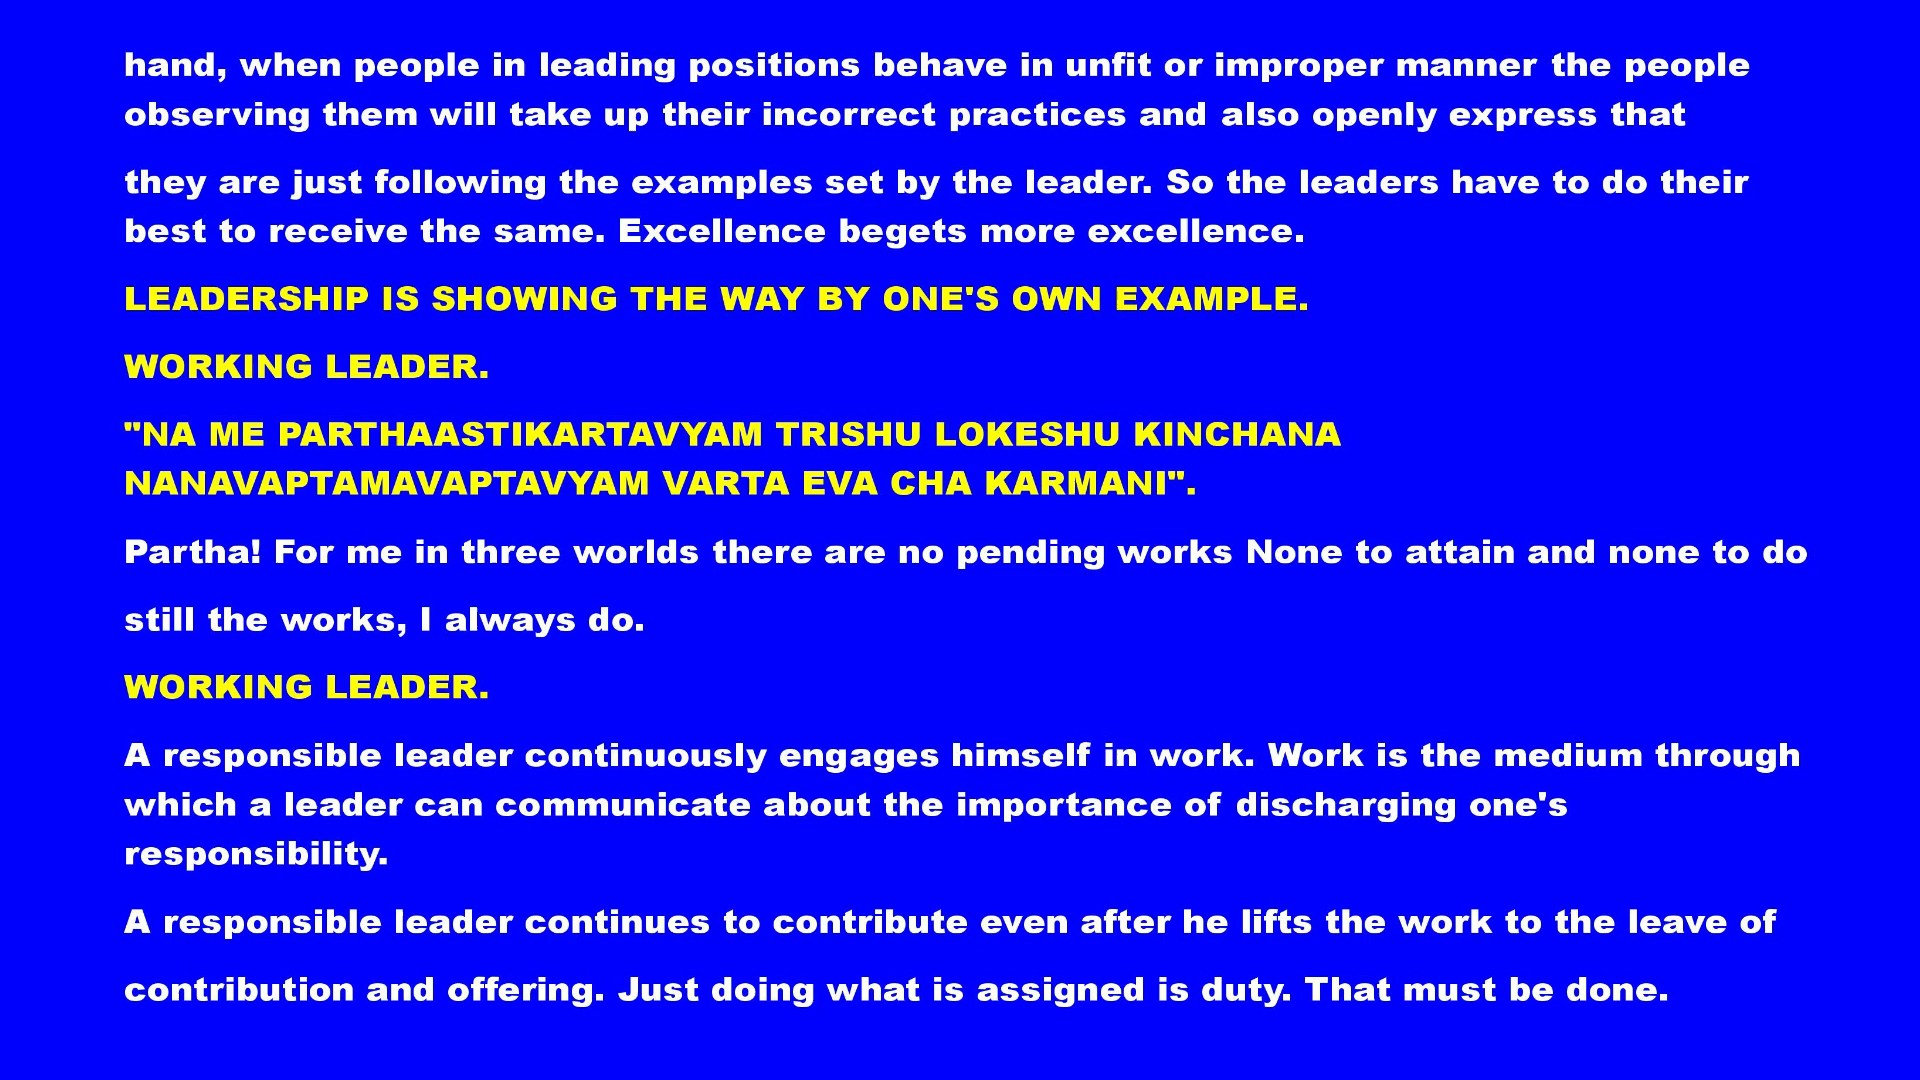 hand, when people in leading positions behave in unfit or improper manner the people
observing them will take up their incorrect practices and also openly express that
they are just following the examples set by the leader. So the leaders have to do their
best to receive the same. Excellence begets more excellence.
LEADERSHIP IS SHOWING THE WAY BY ONE'S OWN EXAMPLE.
WORKING LEADER.
"NA ME PARTHAASTIKARTAVYAM TRISHU LOKESHU KINCHANA
NANAVAPTAMAVAPTAVYAM VARTA EVA CHA KARMANI".
Partha! For me in three worlds there are no pending works None to attain and none to do
still the works, I always do.
WORKING LEADER.
A responsible leader continuously engages himself in work. Work is the medium through
which a leader can communicate about the importance of discharging one's
responsibility.
A responsible leader continues to contribute even after he lifts the work to the leave of
contribution and offering. Just doing what is assigned is duty. That must be done.